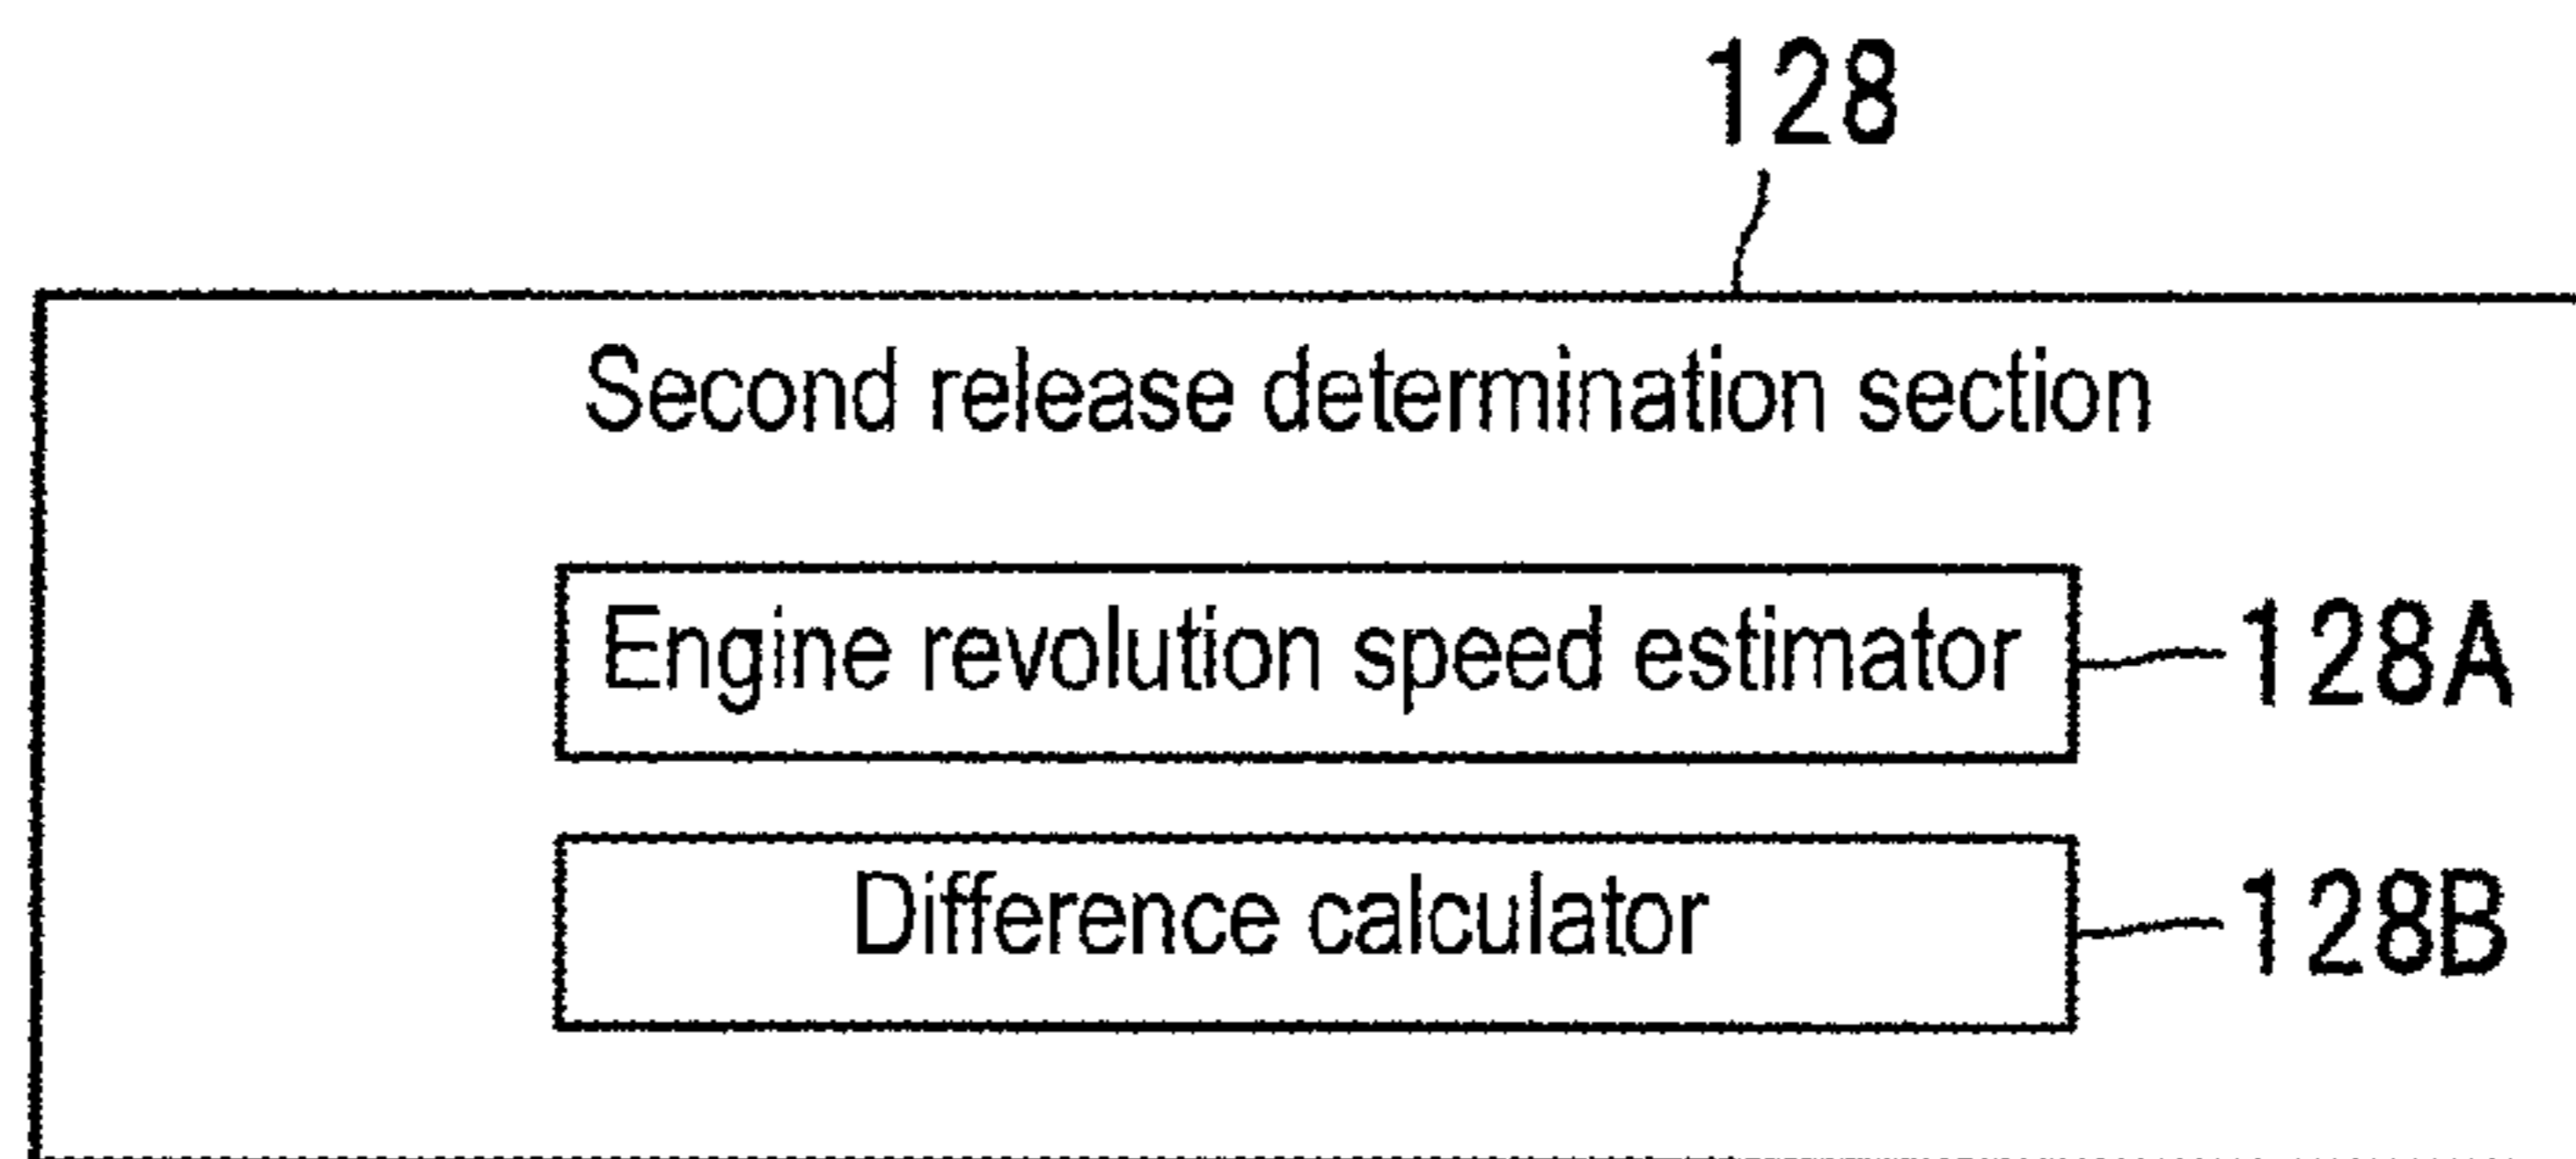 128
Second release determination section
Engine revolution speed estimator
128A
Difference calculator
128B